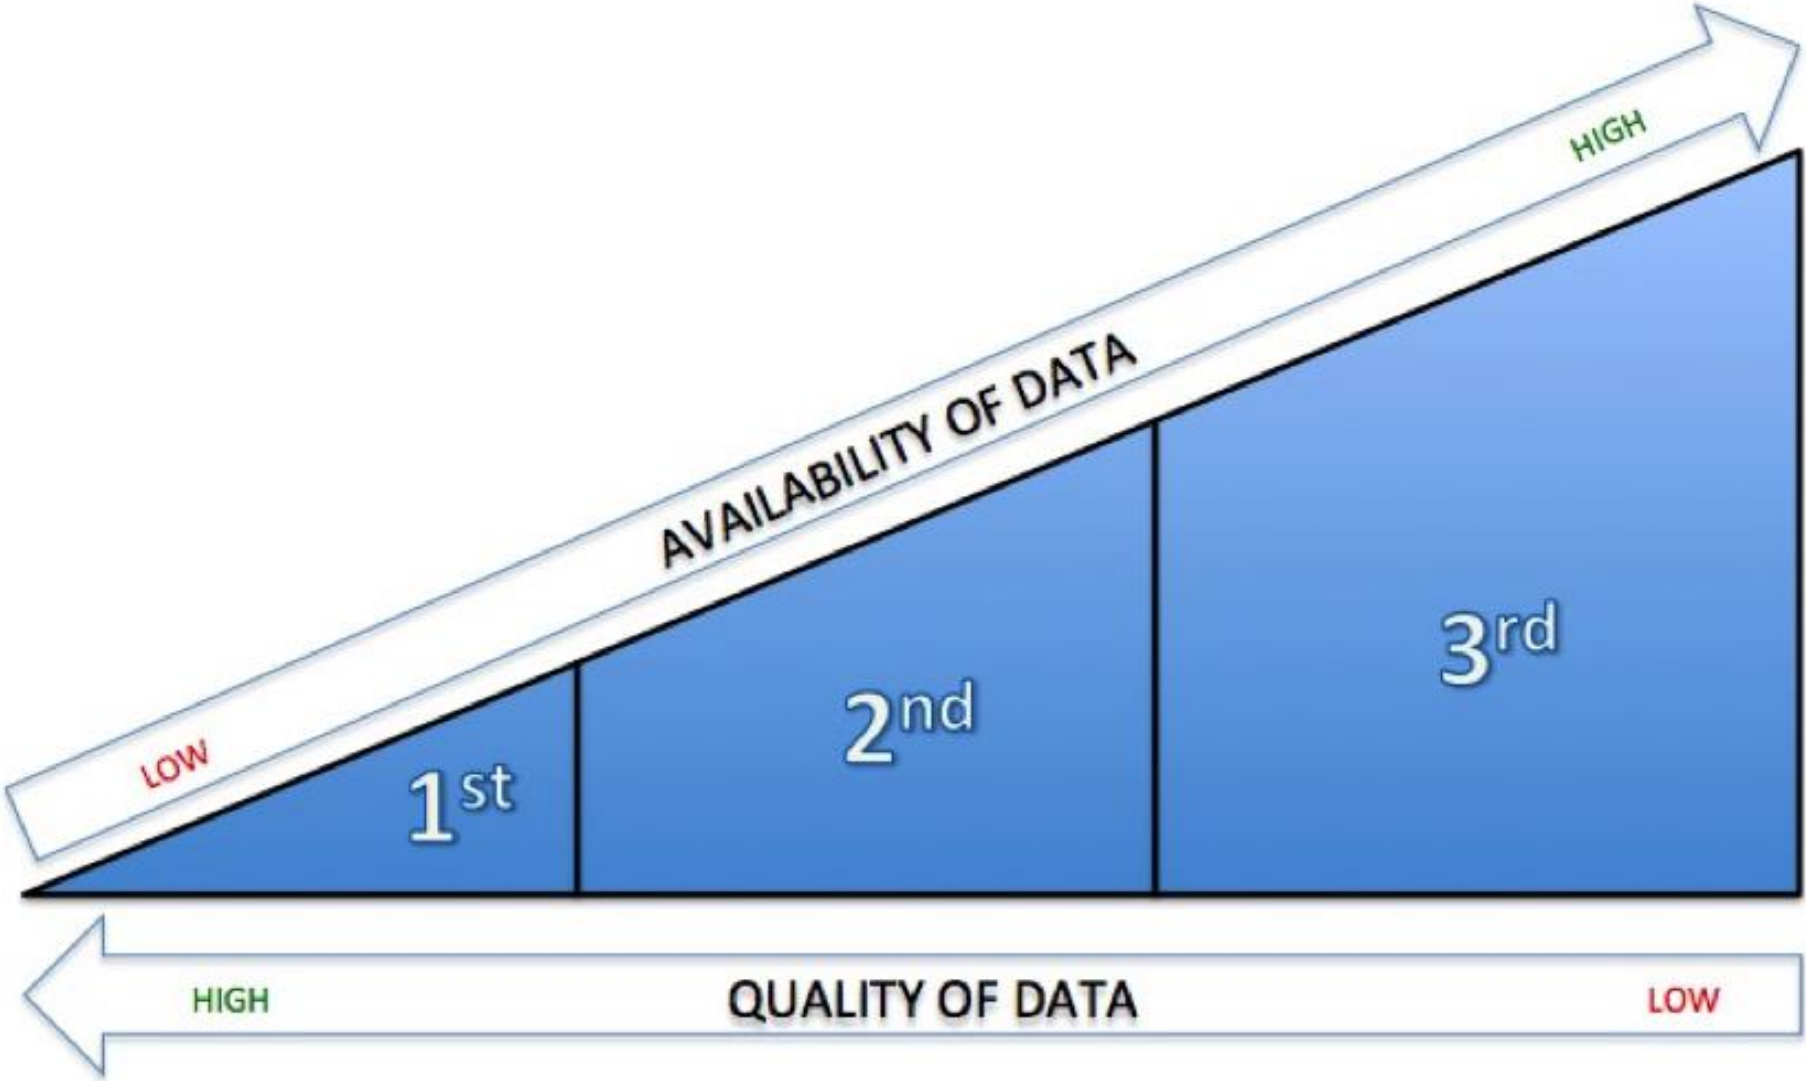 HIGH
AVAILABILITY OF DATA
LOW
1st
2nd
3rd
HIGH QUALITY OF DATA LOW